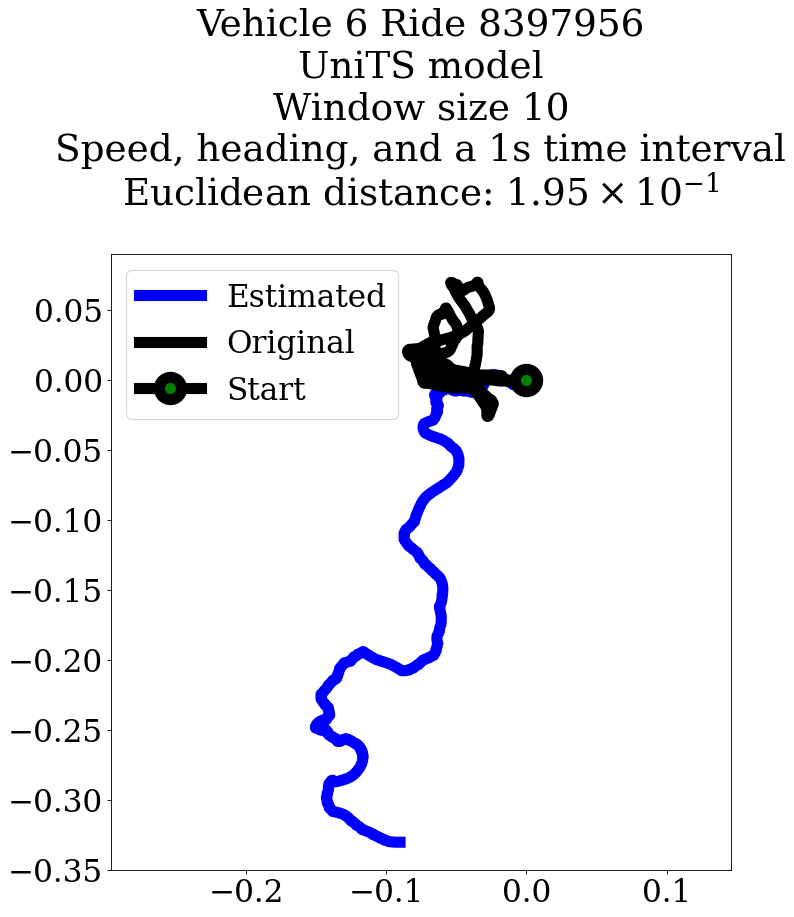 Vehicle 6 Ride 8397956
UniTS model
Window size 10
Speed, heading, and a 1s time interval
Euclidean distance: 1.95 × 10⁻¹
Estimated
Original
Start
0.05
0.00
−0.05
−0.10
−0.15
−0.20
−0.25
−0.30
−0.35
−0.2 −0.1 0.0 0.1